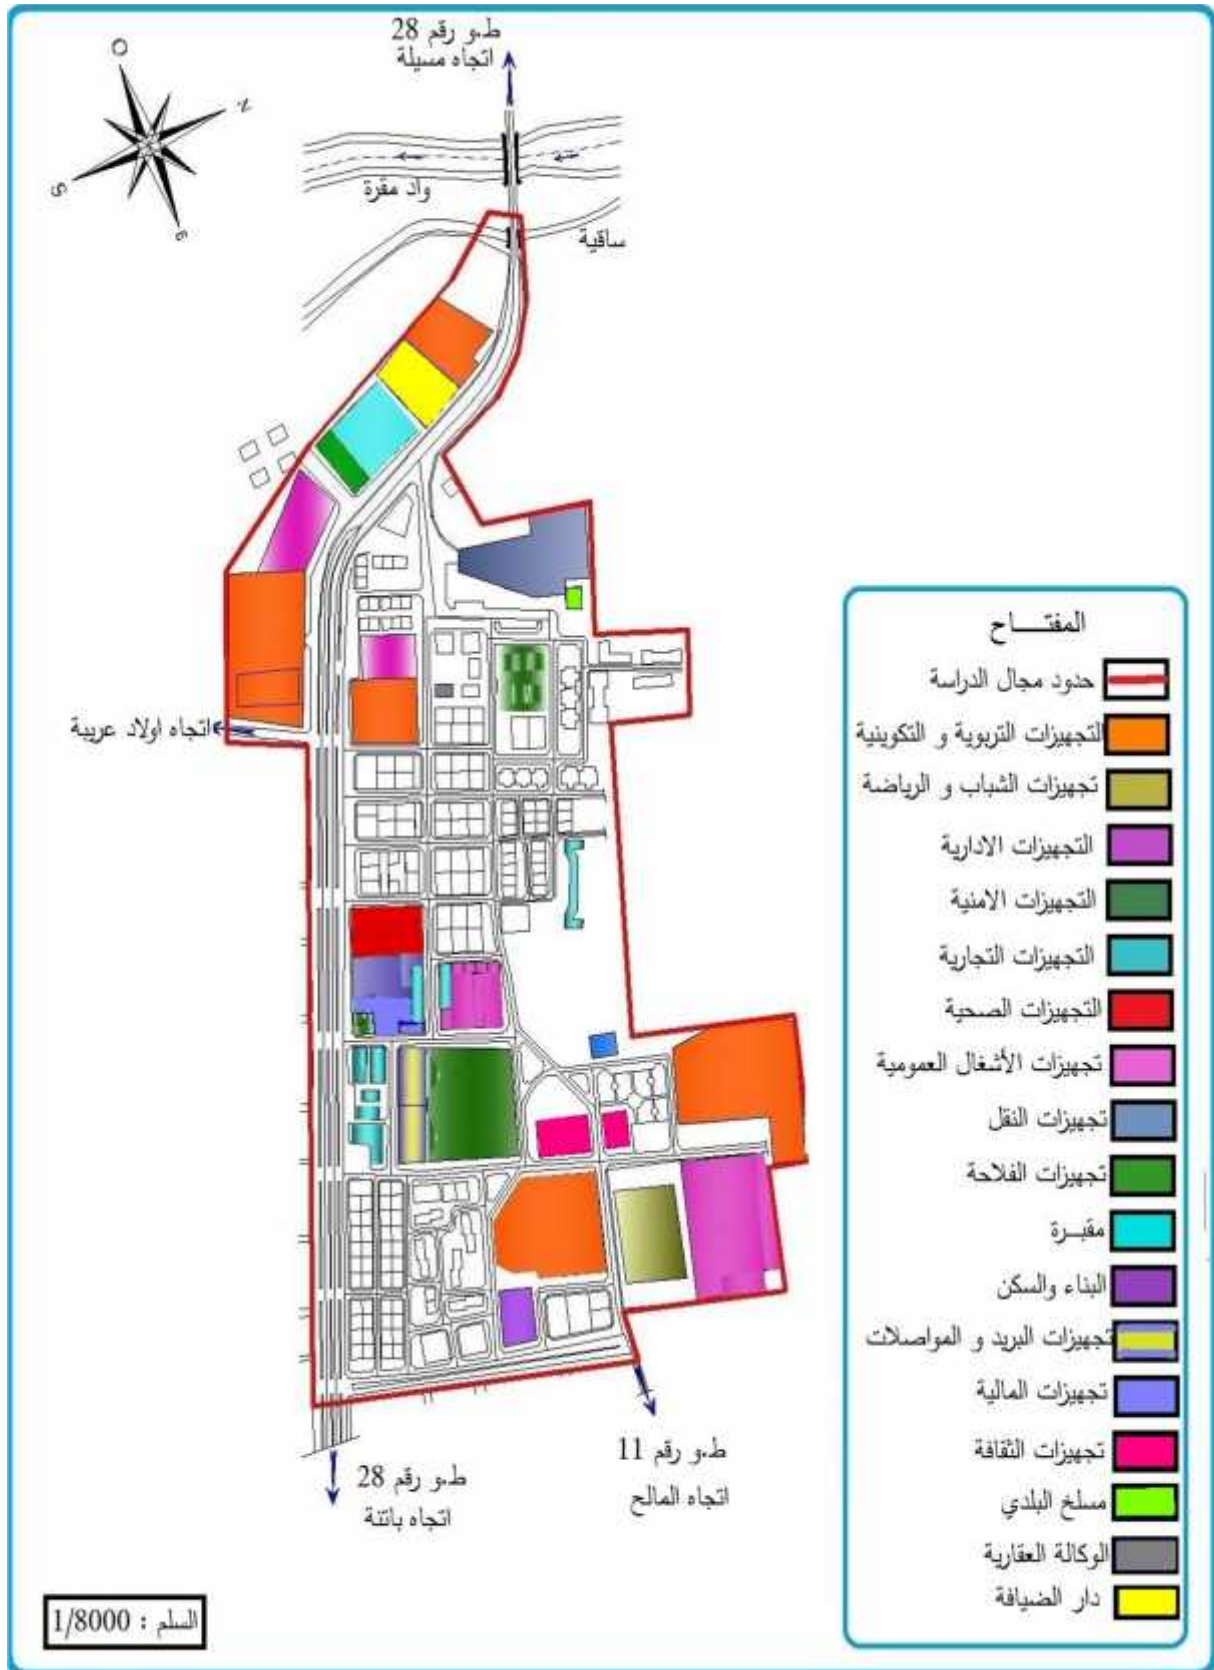 ط.و رقم 28
اتجاه مسيلة
O
N
S
E
واد مقرة
ساقية
اتجاه اولاد عريبة
المفتـــاح
حدود مجال الدراسة
التجهيزات التربوية و التكوينية
تجهيزات الشباب و الرياضة
التجهيزات الادارية
التجهيزات الامنية
التجهيزات التجارية
التجهيزات الصحية
تجهيزات الأشغال العمومية
تجهيزات النقل
تجهيزات الفلاحة
مقبـرة
البناء والسكن
تجهيزات البريد و المواصلات
تجهيزات المالية
تجهيزات الثقافة
مسلخ البلدي
الوكالة العقارية
دار الضيافة
ط.و رقم 11
اتجاه المالح
ط.و رقم 28
اتجاه باتنة
السلم : 1/8000